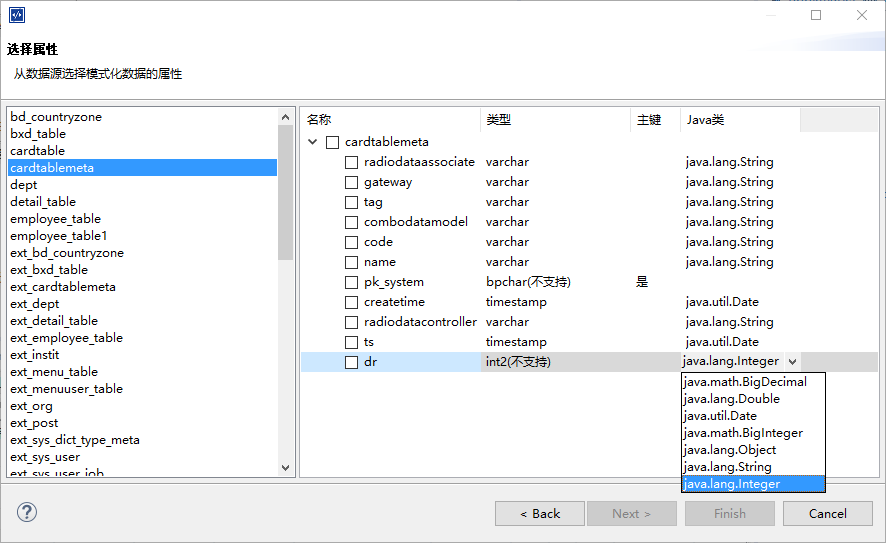 选择属性
从数据源选择模式化数据的属性
bd_countryzone
bxd_table
cardtable
cardtablemeta
dept
detail_table
employee_table
employee_table1
ext_bd_countryzone
ext_bxd_table
ext_cardtablemeta
ext_dept
ext_detail_table
ext_employee_table
ext_instit
ext_menu_table
ext_menuuser_table
ext_org
ext_post
ext_sys_dict_type_meta
ext_sys_user
ext_sys_user_job
名称 类型 主键 Java类
cardtablemeta
radiodataassociate varchar java.lang.String
gateway varchar java.lang.String
tag varchar java.lang.String
combodatamodel varchar java.lang.String
code varchar java.lang.String
name varchar java.lang.String
pk_system bpchar(不支持) 是
createtime timestamp java.util.Date
radiodatacontroller varchar java.lang.String
ts timestamp java.util.Date
dr int2(不支持) java.lang.Integer
java.math.BigDecimal
java.lang.Double
java.util.Date
java.math.BigInteger
java.lang.Object
java.lang.String
java.lang.Integer
? < Back Next > Finish Cancel